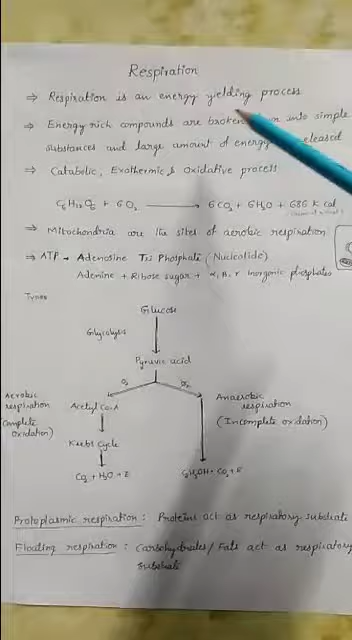 Respiration
⇒ Respiration is an energy yielding process
⇒ Energy rich compounds are broken into simple
substances and large amount of energy
⇒ Catabolic, Exothermic & Oxidative process
C6H12O6 + 6O2 → 6CO2 + 6H2O + 686 K cal
⇒ Mitochondria are the sites of aerobic respiration
⇒ ATP - Adenosine Tri Phosphate (Nucleotide)
Adenine + Ribose sugar + α, β, γ inorganic phosphates
Types
Glucose
Glycolysis
Pyruvic acid
O2
Aerobic
respiration
(Complete
oxidation)
Acetyl CoA
Krebs Cycle
CO2 + H2O + E
Anaerobic
respiration
(Incomplete oxidation)
C2H5OH + CO2 + E
Protoplasmic respiration : Proteins act as respiratory substrate
Floating respiration : Carbohydrates / Fats act as respiratory
substrate